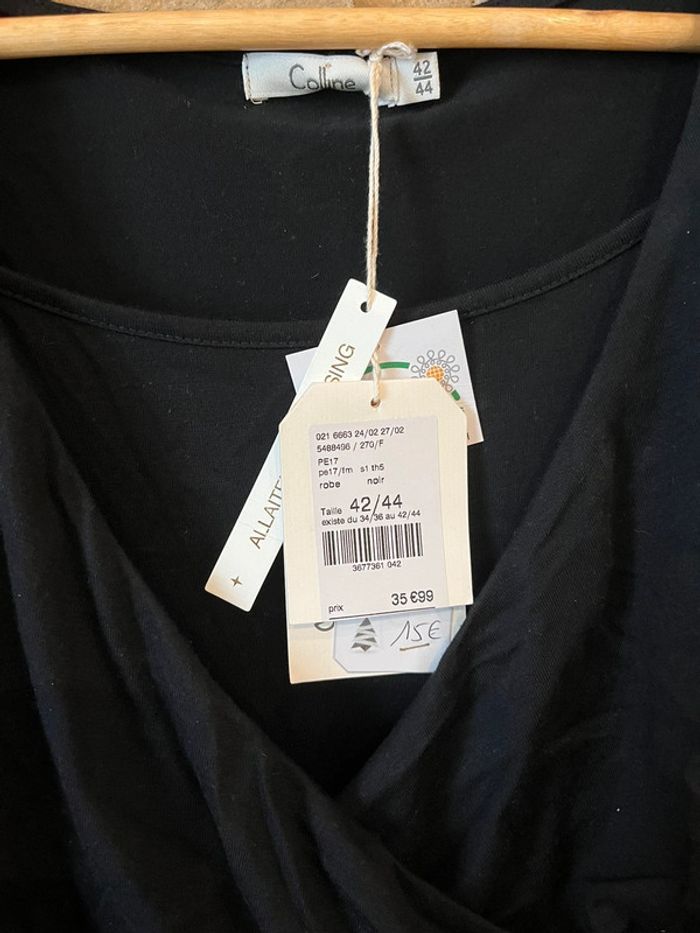 Colline
42
44
SING
ALLAITE
021 6663 24/02 27/02
5488496 / 270/F
PE17
pe17/fm s1 th5
robe noir
Taille 42/44
existe du 34/36 au 42/44
3677361 042
prix 35 €99
15€